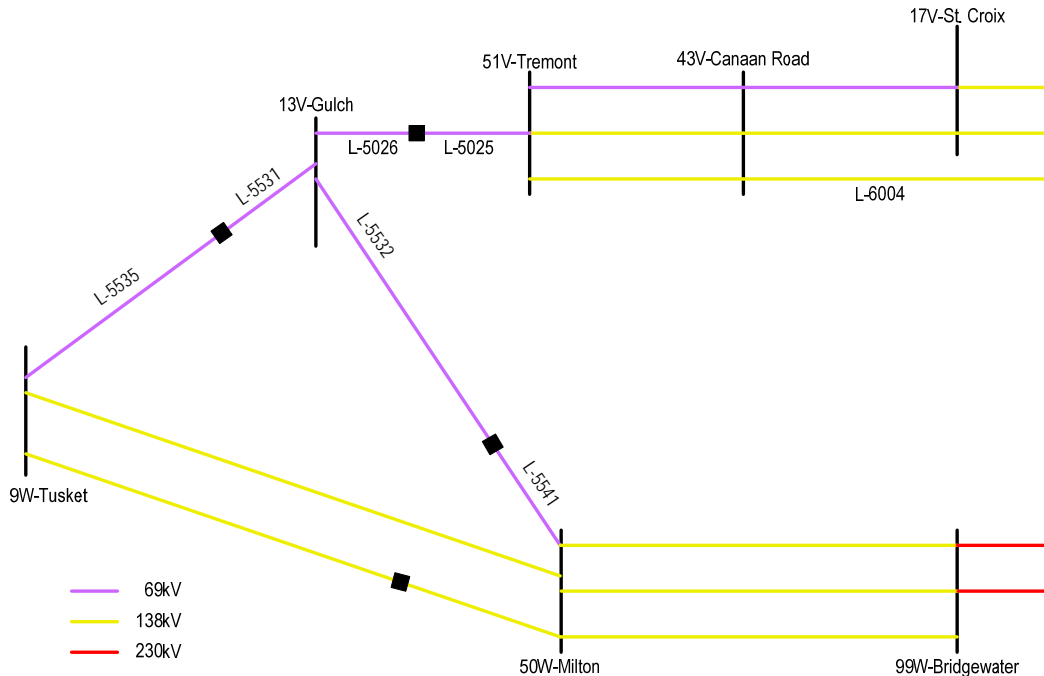 17V-St. Croix
51V-Tremont
43V-Canaan Road
13V-Gulch
L-5026
L-5025
L-6004
L-5531
L-5532
L-5535
L-5541
9W-Tusket
69kV
138kV
230kV
50W-Milton
99W-Bridgewater